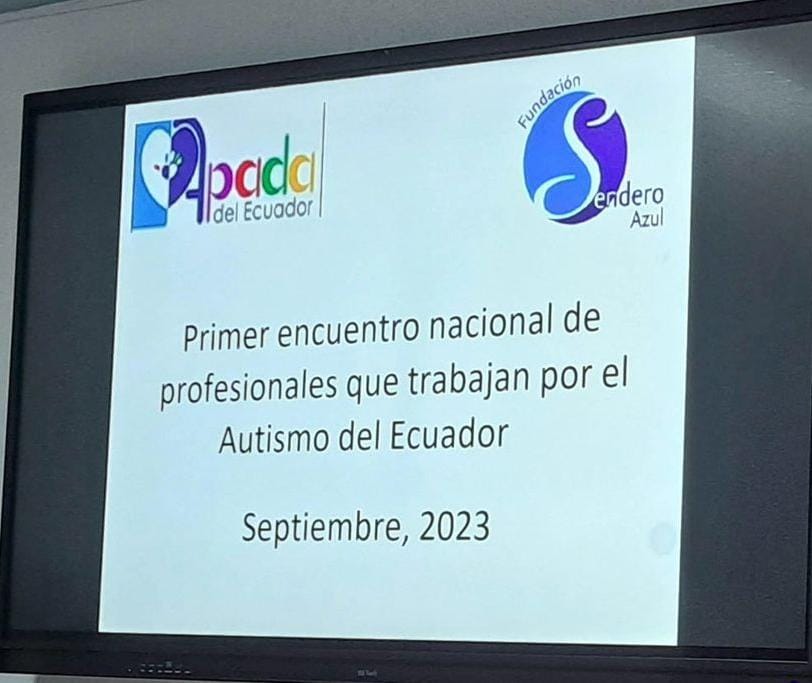 Apada
del Ecuador
Fundación
Sendero
Azul
Primer encuentro nacional de
profesionales que trabajan por el
Autismo del Ecuador
Septiembre, 2023